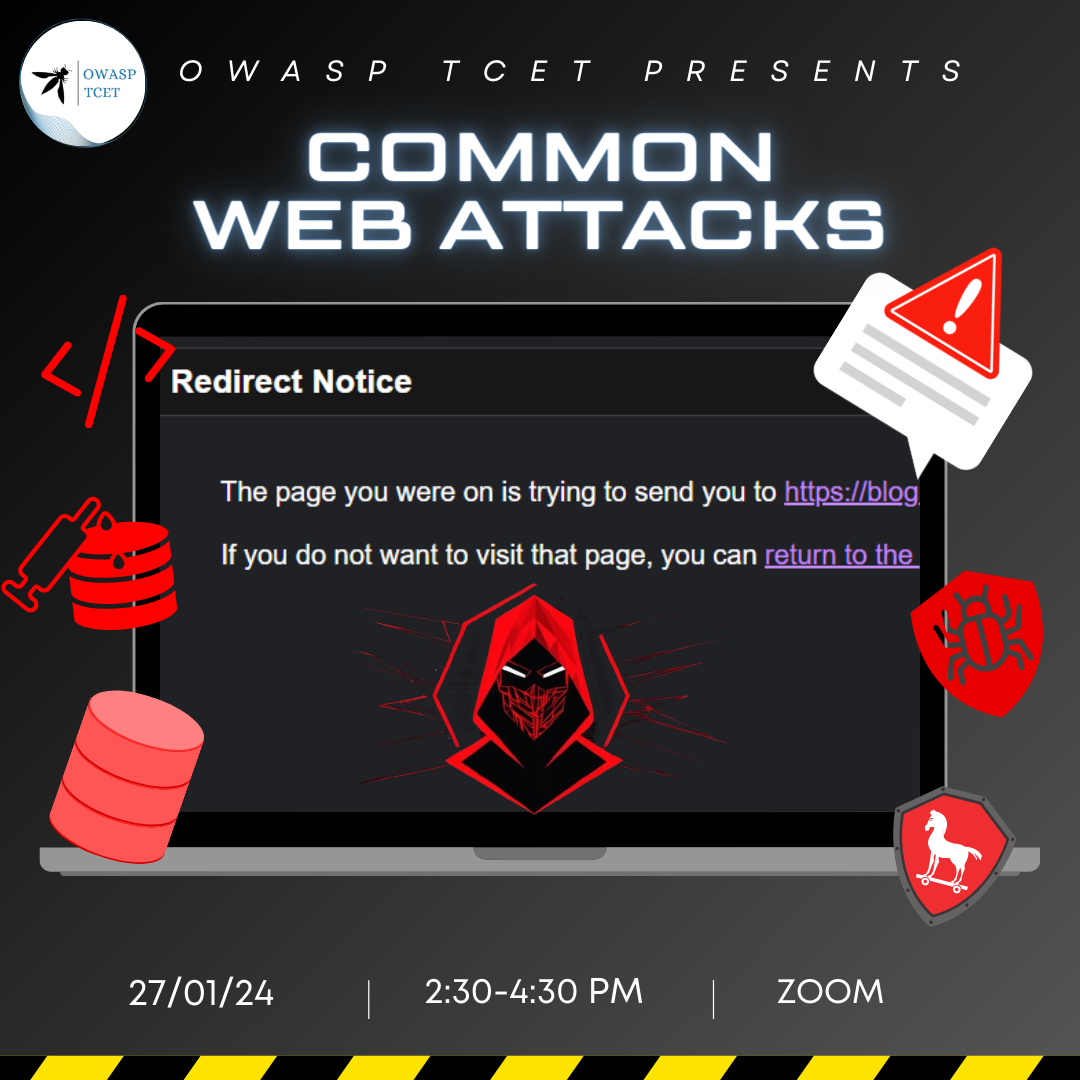 OWASP
TCET
OWASP TCET PRESENTS
COMMON
WEB ATTACKS
</>
Redirect Notice
The page you were on is trying to send you to https://blog.
If you do not want to visit that page, you can return to the
27/01/24 | 2:30-4:30 PM | ZOOM